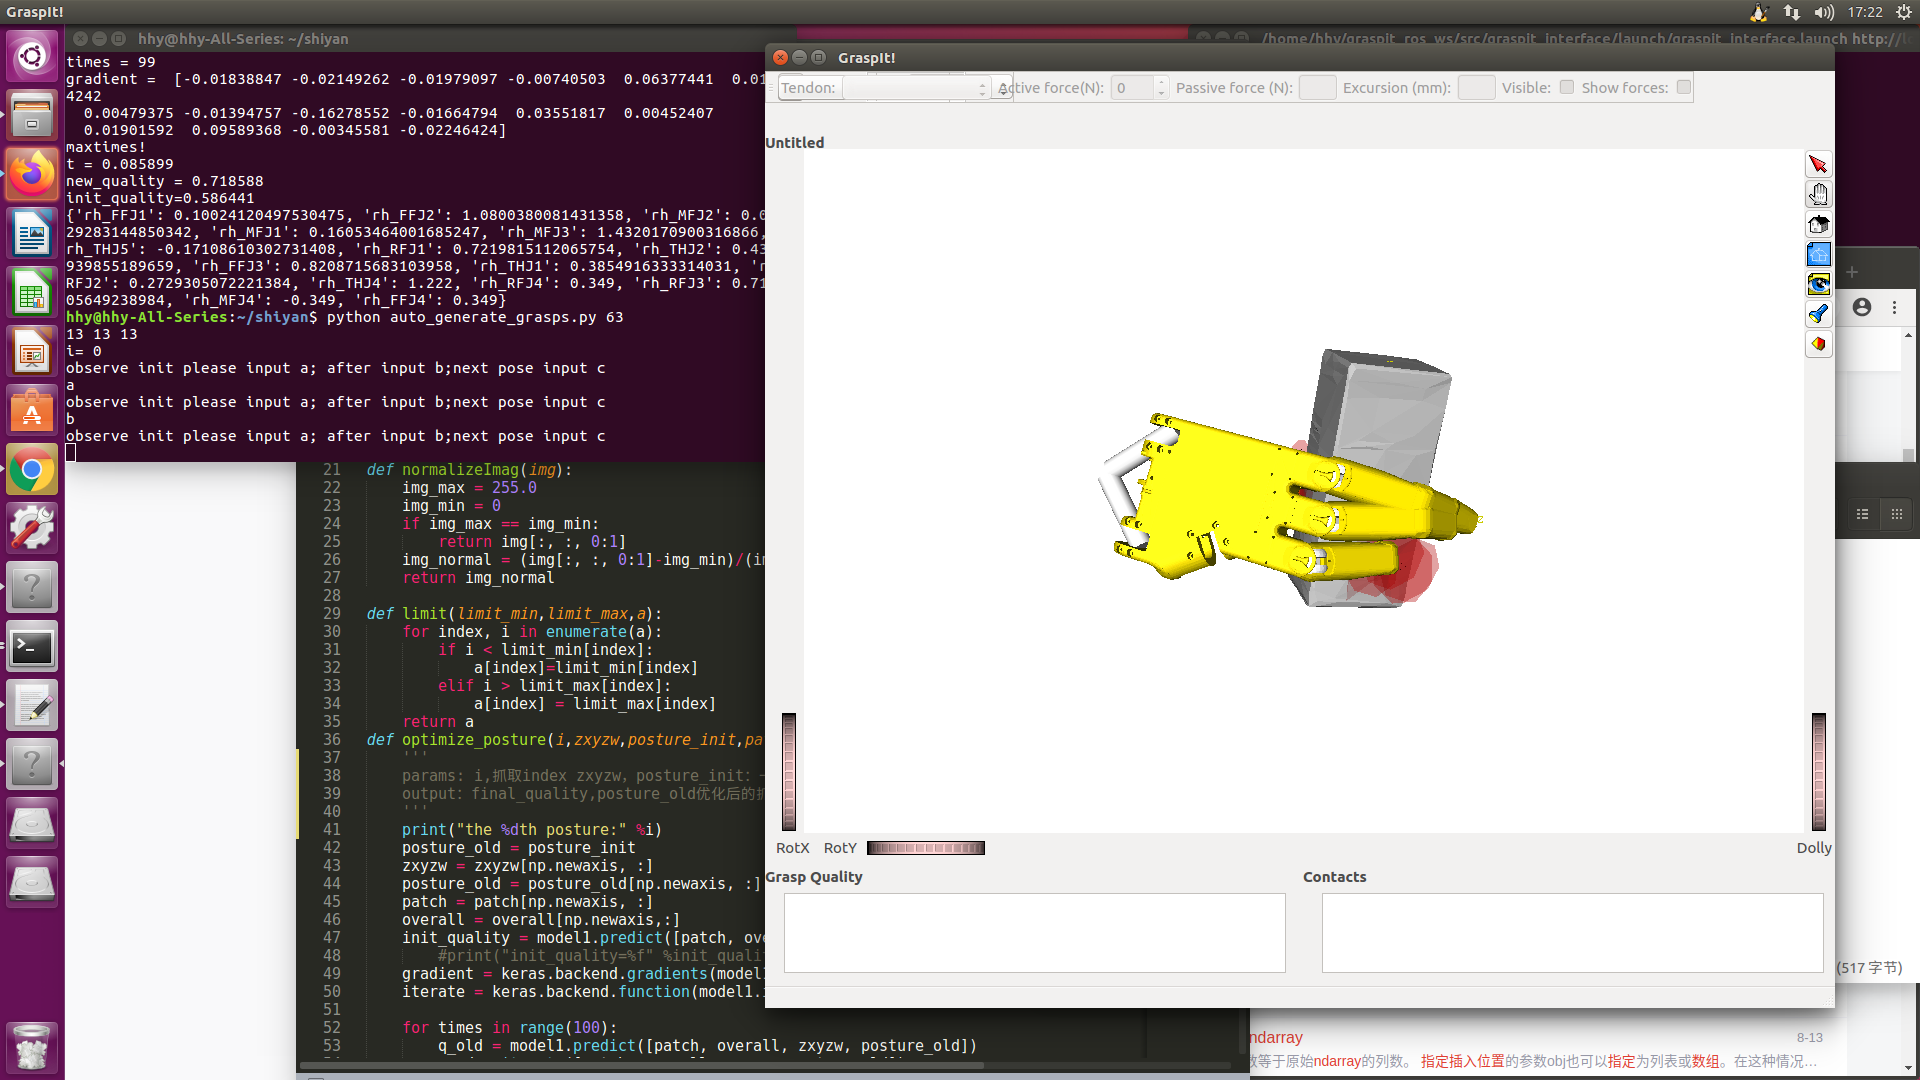 GraspIt!
17:22
hhy@hhy-All-Series: ~/shiyan
/home/hhy/graspit_ros_ws/src/graspit_interface/launch/graspit_interface.launch http://l
times = 99
gradient =  [-0.01838847 -0.02149262 -0.01979097 -0.00740503  0.06377441  0.01
4242
  0.00479375 -0.01394757 -0.16278552 -0.01664794  0.03551817  0.00452407
  0.01901592  0.09589368 -0.00345581 -0.02246424]
maxtimes!
t = 0.085899
new_quality = 0.718588
init_quality=0.586441
{'rh_FFJ1': 0.10024120497530475, 'rh_FFJ2': 1.0800380081431358, 'rh_MFJ2': 0.0
29283144850342, 'rh_MFJ1': 0.16053464001685247, 'rh_MFJ3': 1.4320170900316866,
rh_THJ5': -0.17108610302731408, 'rh_RFJ1': 0.7219815112065754, 'rh_THJ2': 0.43
939855189659, 'rh_FFJ3': 0.8208715683103958, 'rh_THJ1': 0.3854916333314031, 'r
RFJ2': 0.2729305072221384, 'rh_THJ4': 1.222, 'rh_RFJ4': 0.349, 'rh_RFJ3': 0.71
05649238984, 'rh_MFJ4': -0.349, 'rh_FFJ4': 0.349}
hhy@hhy-All-Series:~/shiyan$ python auto_generate_grasps.py 63
13 13 13
i= 0
observe init please input a; after input b;next pose input c
a
observe init please input a; after input b;next pose input c
b
observe init please input a; after input b;next pose input c
21 def normalizeImag(img):
22 img_max = 255.0
23 img_min = 0
24 if img_max == img_min:
25 return img[:, :, 0:1]
26 img_normal = (img[:, :, 0:1]-img_min)/(im
27 return img_normal
28
29 def limit(limit_min,limit_max,a):
30 for index, i in enumerate(a):
31 if i < limit_min[index]:
32 a[index]=limit_min[index]
33 elif i > limit_max[index]:
34 a[index] = limit_max[index]
35 return a
36 def optimize_posture(i,zxyzw,posture_init,pa
37 '''
38 params: i,抓取index zxyzw, posture_init:
39 output: final_quality,posture_old优化后的
40 '''
41 print("the %dth posture:" %i)
42 posture_old = posture_init
43 zxyzw = zxyzw[np.newaxis, :]
44 posture_old = posture_old[np.newaxis, :]
45 patch = patch[np.newaxis, :]
46 overall = overall[np.newaxis,:]
47 init_quality = model1.predict([patch, ove
48 #print("init_quality=%f" %init_quali
49 gradient = keras.backend.gradients(model1
50 iterate = keras.backend.function(model1.i
51
52 for times in range(100):
53 q_old = model1.predict([patch, overall, zxyzw, posture_old])
GraspIt!
Tendon:
Active force(N): 0
Passive force (N):
Excursion (mm):
Visible:
Show forces:
Untitled
RotX RotY
Dolly
Grasp Quality
Contacts
(517 字节)
ndarray
8-13
数等于原始ndarray的列数。 指定插入位置的参数obj也可以指定为列表或数组。在这种情况...